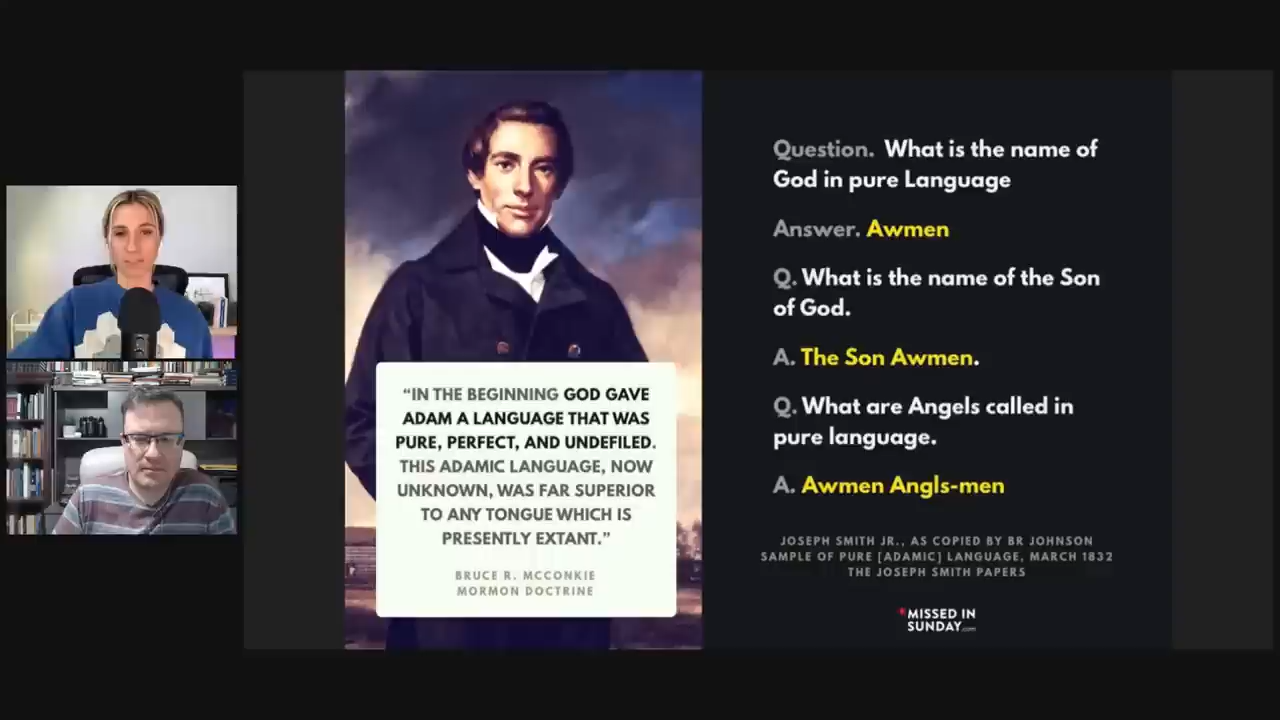 “IN THE BEGINNING GOD GAVE
ADAM A LANGUAGE THAT WAS
PURE, PERFECT, AND UNDEFILED.
THIS ADAMIC LANGUAGE, NOW
UNKNOWN, WAS FAR SUPERIOR
TO ANY TONGUE WHICH IS
PRESENTLY EXTANT.”
BRUCE R. MCCONKIE
MORMON DOCTRINE
Question. What is the name of
God in pure Language
Answer. Awmen
Q. What is the name of the Son
of God.
A. The Son Awmen.
Q. What are Angels called in
pure language.
A. Awmen Angls-men
JOSEPH SMITH JR., AS COPIED BY BR JOHNSON
SAMPLE OF PURE [ADAMIC] LANGUAGE, MARCH 1832
THE JOSEPH SMITH PAPERS
*MISSED IN
SUNDAY.com